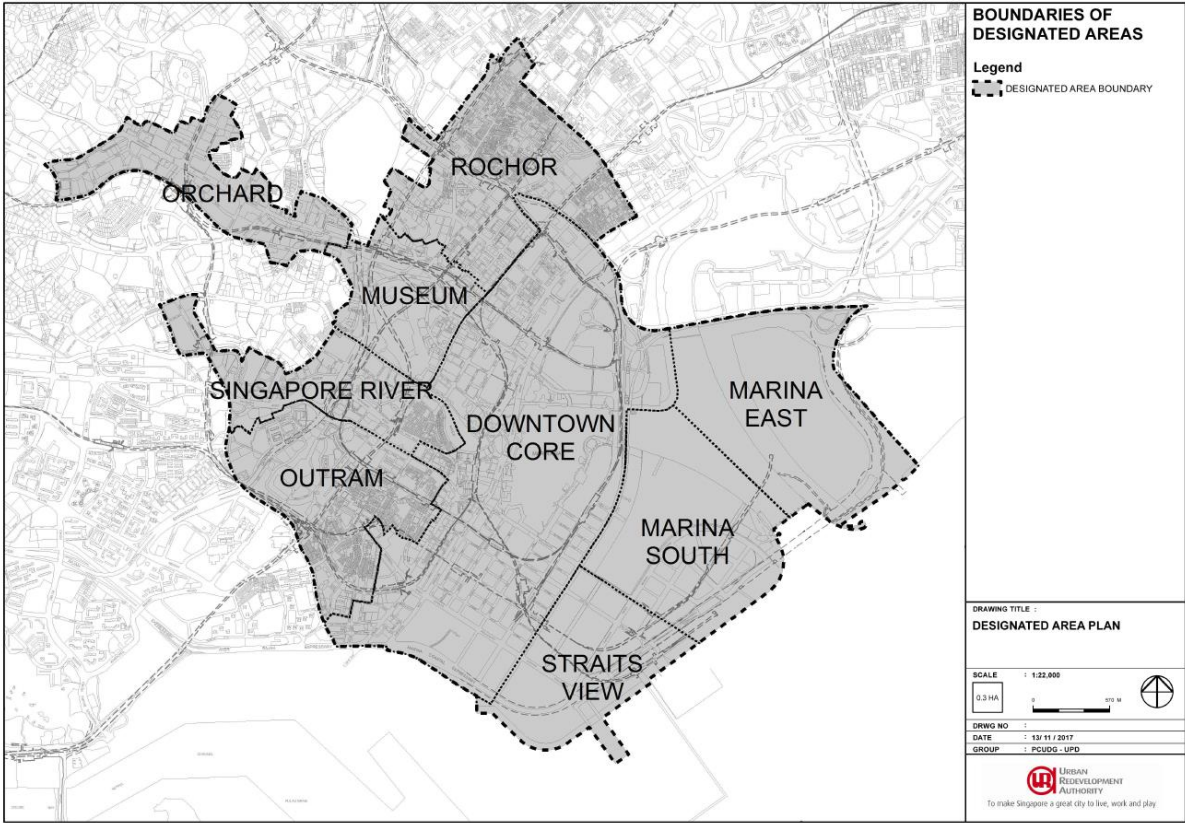 ORCHARD
ROCHOR
MUSEUM
SINGAPORE RIVER
DOWNTOWN
CORE
MARINA
EAST
OUTRAM
MARINA
SOUTH
STRAITS
VIEW
BOUNDARIES OF
DESIGNATED AREAS
Legend
DESIGNATED AREA BOUNDARY
DRAWING TITLE :
DESIGNATED AREA PLAN
SCALE : 1:22,000
0.3 HA
0 570 M
DRWG NO :
DATE : 13/ 11 / 2017
GROUP : PCUDG - UPD
URBAN
REDEVELOPMENT
AUTHORITY
To make Singapore a great city to live, work and play